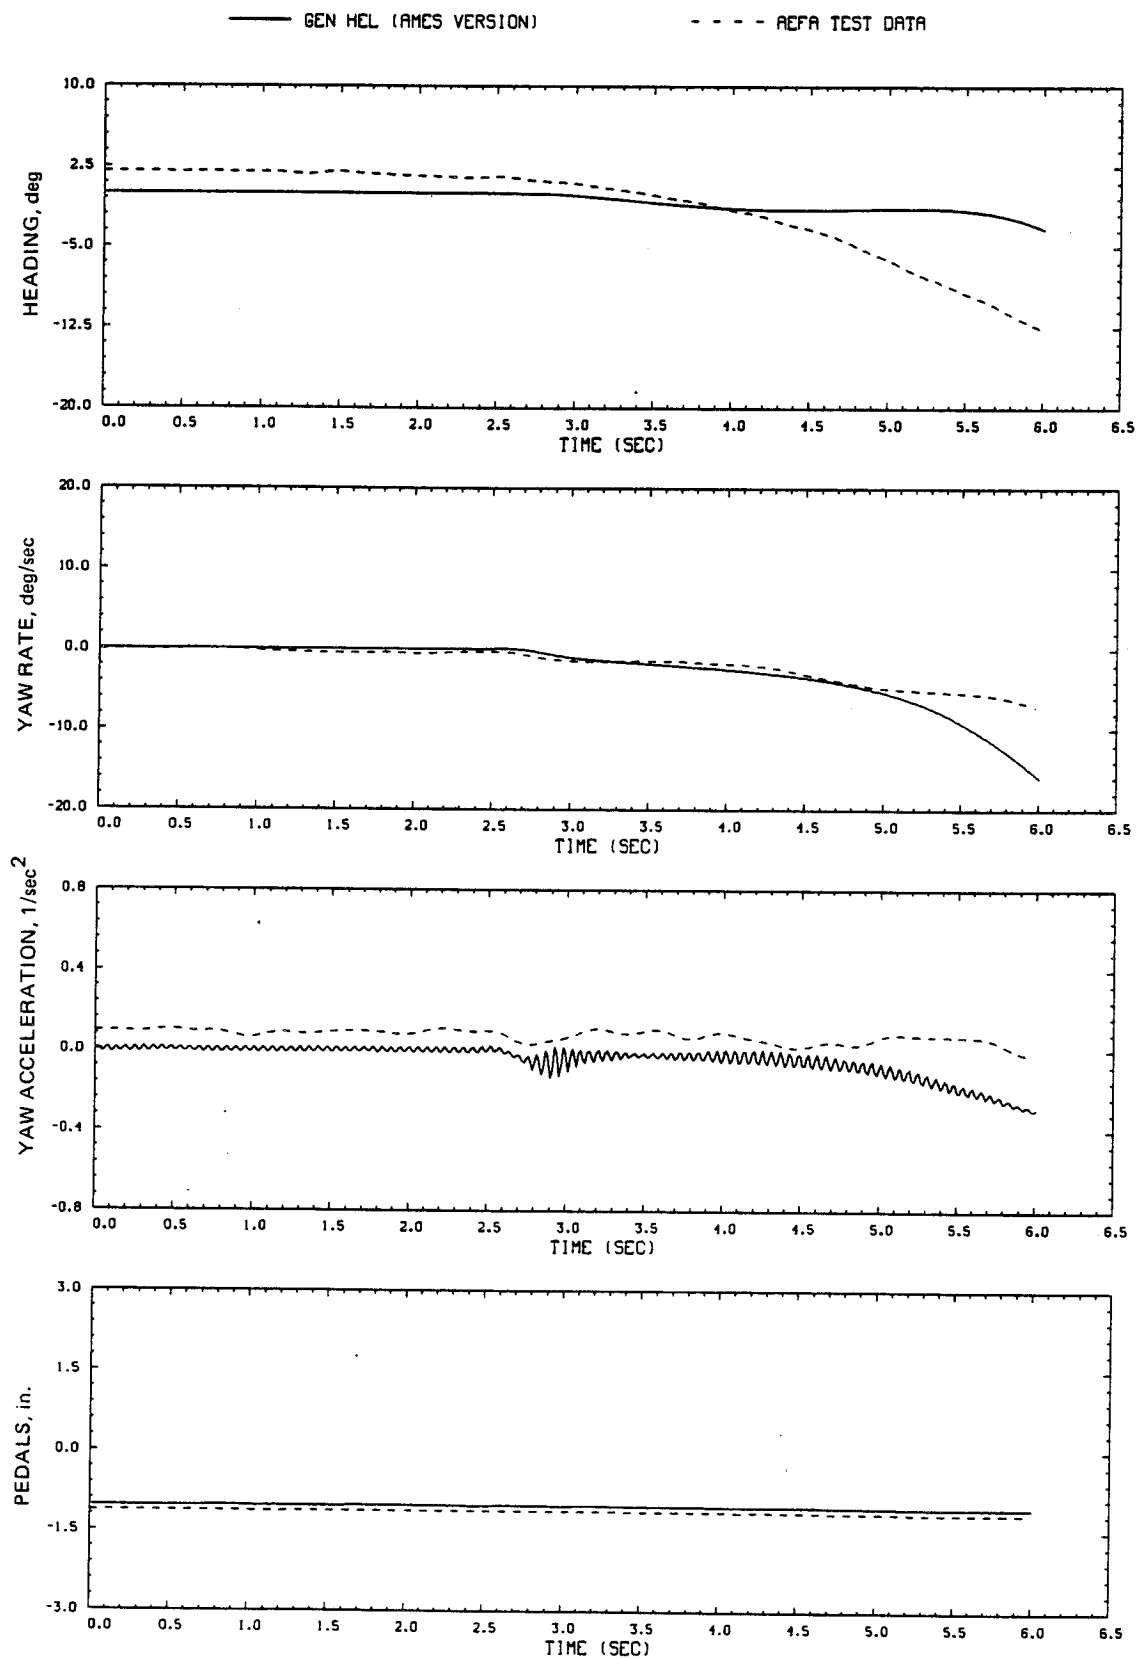 GEN HEL (AMES VERSION) AEFA TEST DATA
10.0
2.5
-5.0
-12.5
-20.0
HEADING, deg
0.0 0.5 1.0 1.5 2.0 2.5 3.0 3.5 4.0 4.5 5.0 5.5 6.0 6.5
TIME (SEC)
20.0
10.0
0.0
-10.0
-20.0
YAW RATE, deg/sec
0.0 0.5 1.0 1.5 2.0 2.5 3.0 3.5 4.0 4.5 5.0 5.5 6.0 6.5
TIME (SEC)
0.8
0.4
0.0
-0.4
-0.8
YAW ACCELERATION, 1/sec²
0.0 0.5 1.0 1.5 2.0 2.5 3.0 3.5 4.0 4.5 5.0 5.5 6.0 6.5
TIME (SEC)
3.0
1.5
0.0
-1.5
-3.0
PEDALS, in.
0.0 0.5 1.0 1.5 2.0 2.5 3.0 3.5 4.0 4.5 5.0 5.5 6.0 6.5
TIME (SEC)